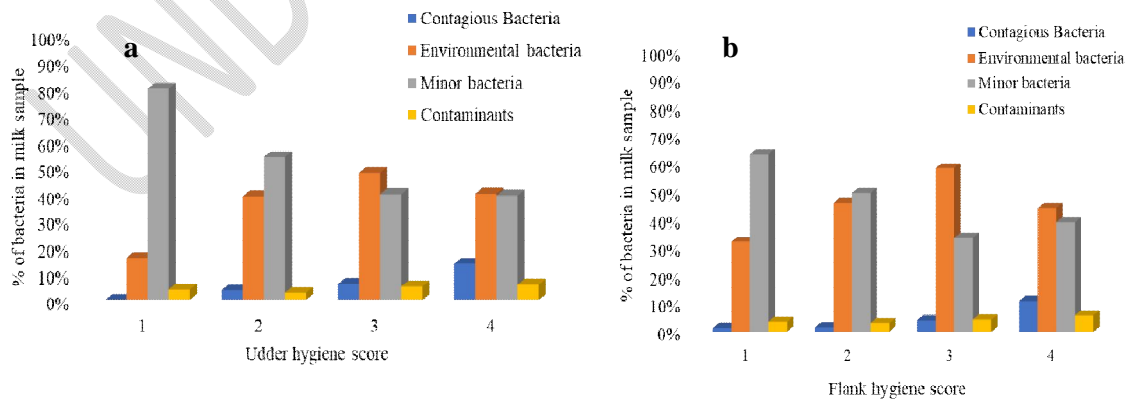 UND
a
Contagious Bacteria
Environmental bacteria
Minor bacteria
Contaminants
% of bacteria in milk sample
100%
90%
80%
70%
60%
50%
40%
30%
20%
10%
0%
1 2 3 4
Udder hygiene score
b
Contagious Bacteria
Environmental bacteria
Minor bacteria
Contaminants
% of bacteria in milk sample
100%
90%
80%
70%
60%
50%
40%
30%
20%
10%
0%
1 2 3 4
Flank hygiene score